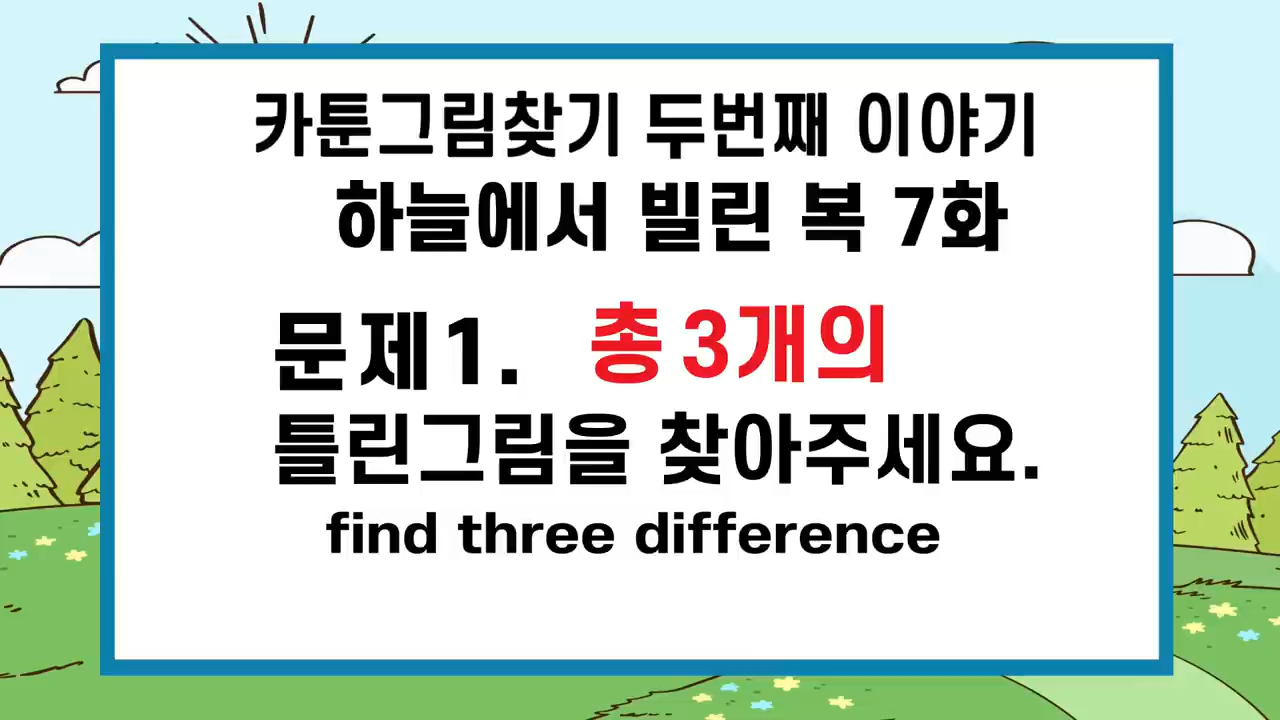 카툰그림찾기 두번째 이야기
하늘에서 빌린 복 7화
문제1. 총 3개의
틀린그림을 찾아주세요.
find three difference